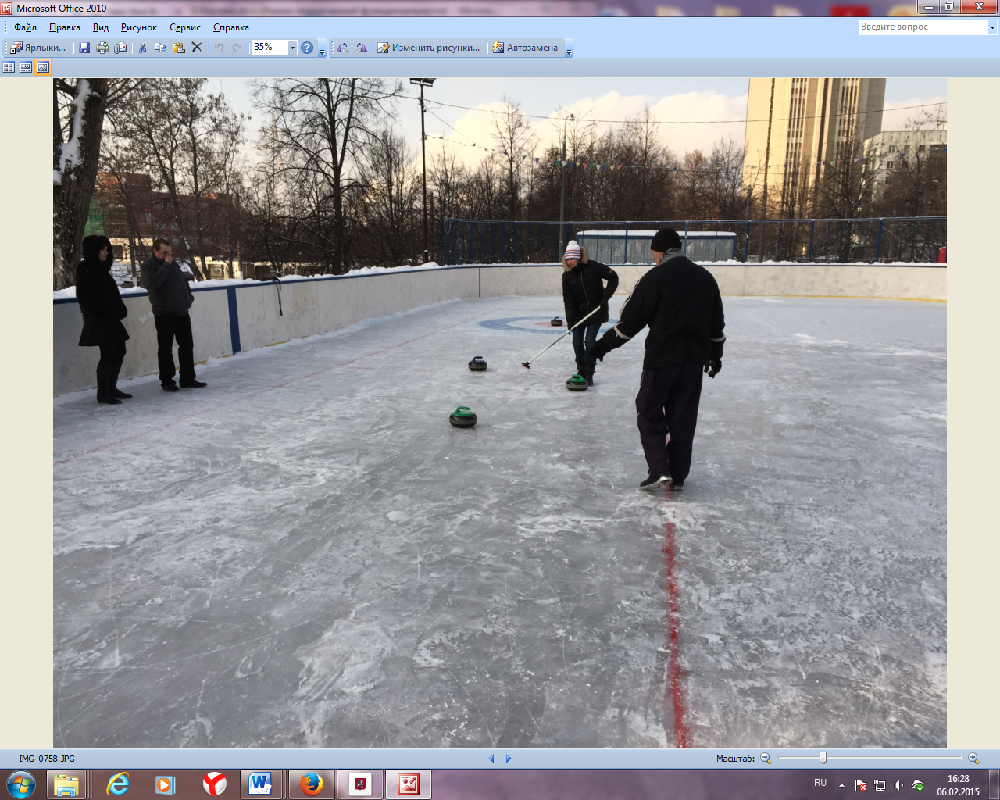 Microsoft Office 2010
Файл Правка Вид Рисунок Сервис Справка
Введите вопрос
Ярлыки... 35% Изменить рисунки... Автозамена
IMG_0758.JPG
Масштаб:
RU
16:28
06.02.2015